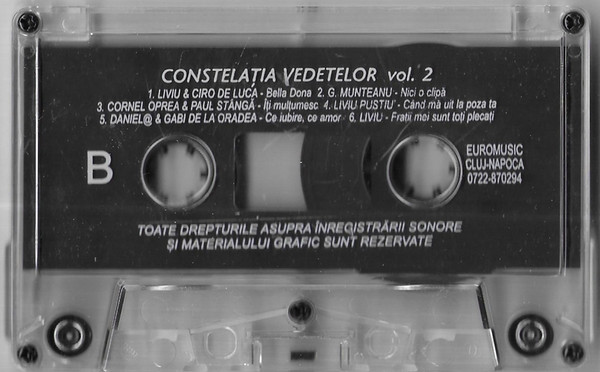 CONSTELAȚIA VEDETELOR vol. 2
1. LIVIU & CIRO DE LUCA - Bella Dona 2. G. MUNTEANU - Nici o clipă
3. CORNEL OPREA & PAUL STÂNGĂ - Îți mulțumesc 4. LIVIU PUSTIU - Când mă uit la poza ta
5. DANIEL@ & GABI DE LA ORADEA - Ce iubire, ce amor 6. LIVIU - Frații mei sunt toți plecați
B
EUROMUSIC
CLUJ-NAPOCA
0722-870294
TOATE DREPTURILE ASUPRA ÎNREGISTRĂRII SONORE
ȘI MATERIALULUI GRAFIC SUNT REZERVATE